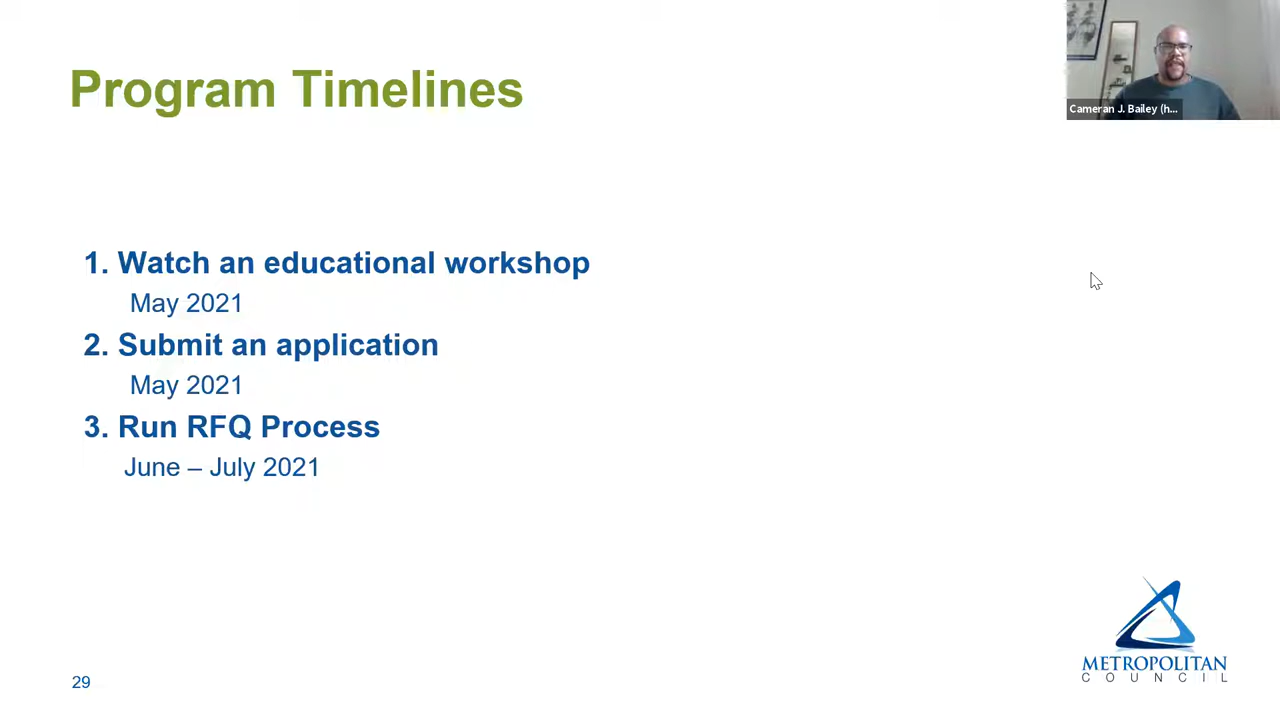 Program Timelines
Cameran J. Bailey (h...
1. Watch an educational workshop
May 2021
2. Submit an application
May 2021
3. Run RFQ Process
June – July 2021
METROPOLITAN
COUNCIL
29